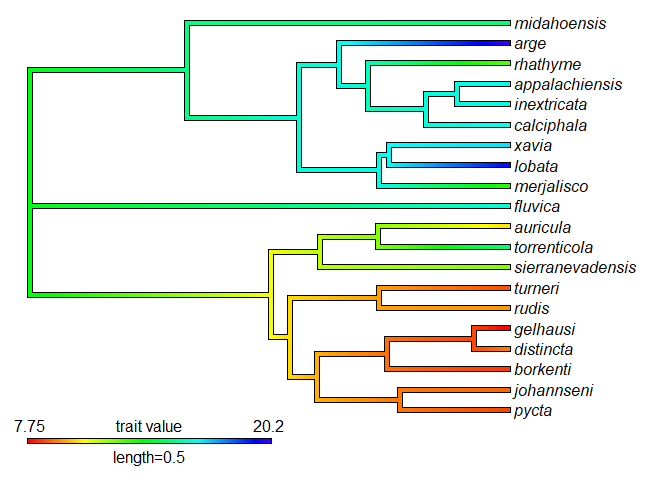 midahoensis
arge
rhathyme
appalachiensis
inextricata
calciphala
xavia
lobata
merjalisco
fluvica
auricula
torrenticola
sierranevadensis
turneri
rudis
gelhausi
distincta
borkenti
johannseni
pycta
7.75 trait value 20.2
length=0.5